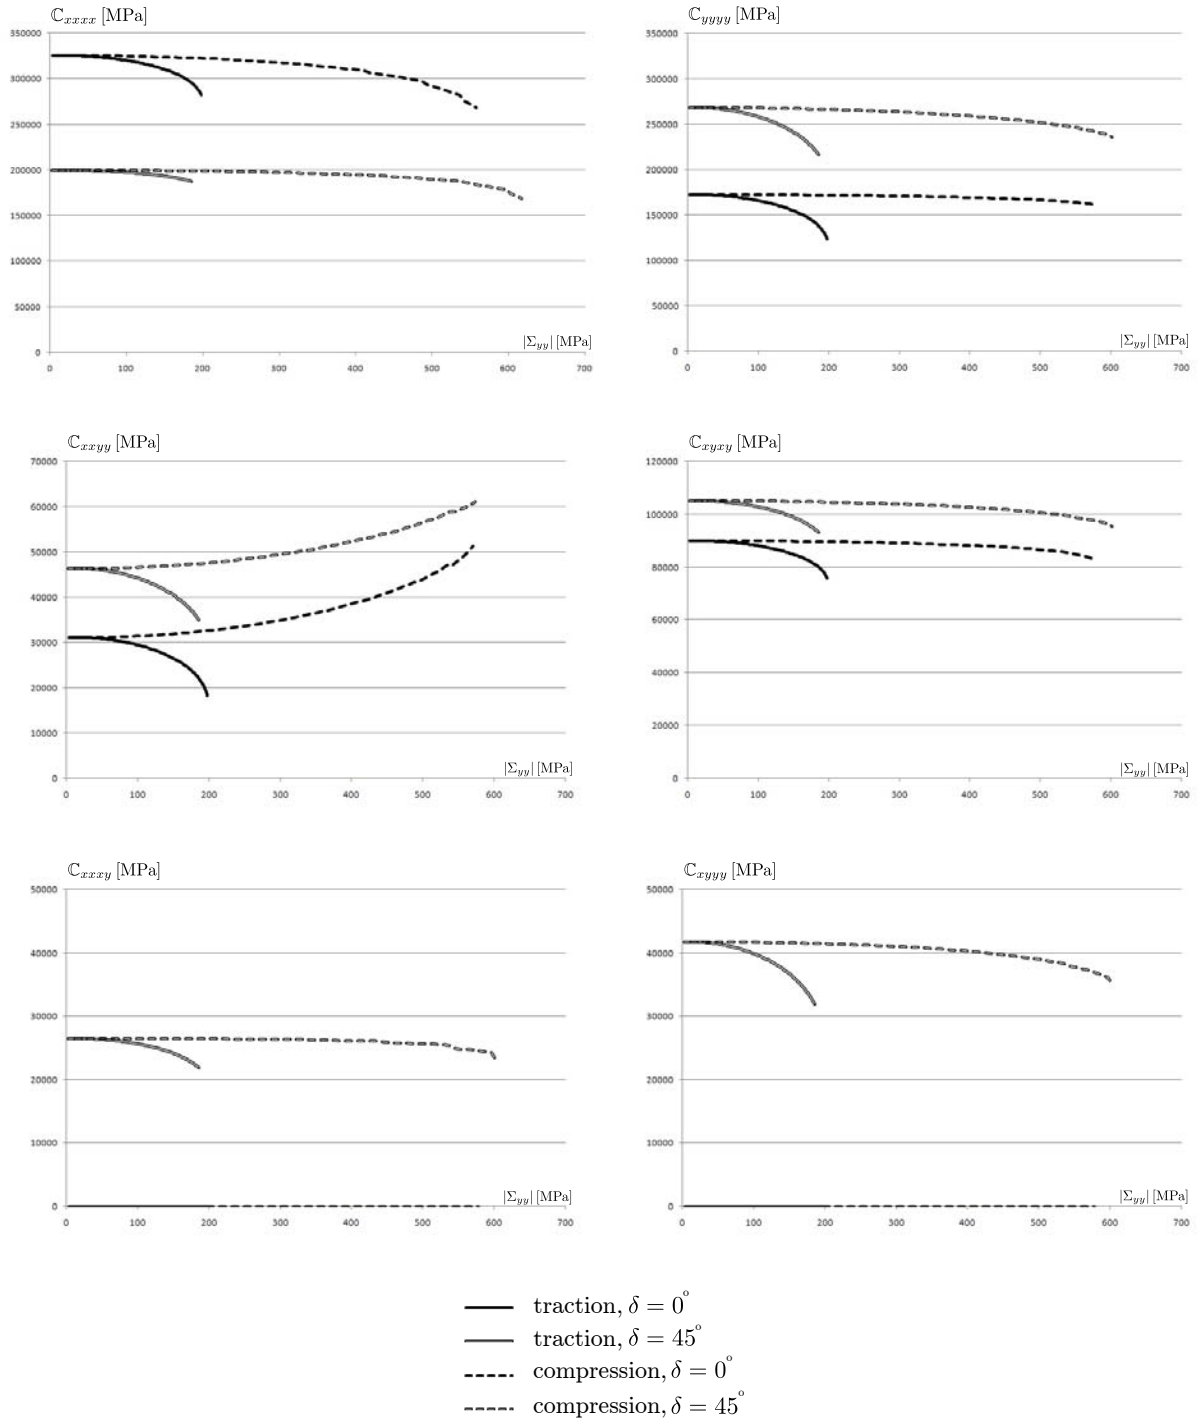 ℂxxxx [MPa]
350000
300000
250000
200000
150000
100000
50000
0
|Σyy| [MPa]
0 100 200 300 400 500 600 700
ℂyyyy [MPa]
350000
300000
250000
200000
150000
100000
50000
0
|Σyy| [MPa]
0 100 200 300 400 500 600 700
ℂxxyy [MPa]
70000
60000
50000
40000
30000
20000
10000
0
|Σyy| [MPa]
0 100 200 300 400 500 600 700
ℂxyxy [MPa]
120000
100000
80000
60000
40000
20000
0
|Σyy| [MPa]
0 100 200 300 400 500 600 700
ℂxxxy [MPa]
50000
40000
30000
20000
10000
0
|Σyy| [MPa]
0 100 200 300 400 500 600 700
ℂxyyy [MPa]
50000
40000
30000
20000
10000
0
|Σyy| [MPa]
0 100 200 300 400 500 600 700
traction, δ = 0°
traction, δ = 45°
compression, δ = 0°
compression, δ = 45°